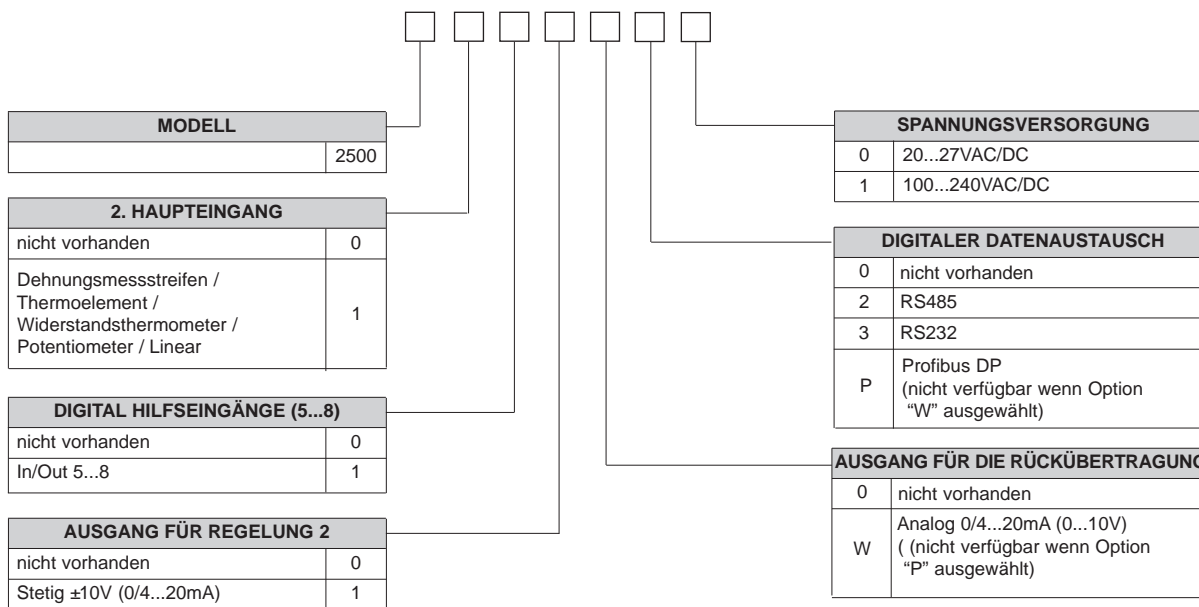 MODELL
2500
2. HAUPTEINGANG
nicht vorhanden 0
Dehnungsmessstreifen /
Thermoelement /
Widerstandsthermometer /
Potentiometer / Linear
1
DIGITAL HILFSEINGÄNGE (5...8)
nicht vorhanden 0
In/Out 5...8 1
AUSGANG FÜR REGELUNG 2
nicht vorhanden 0
Stetig ±10V (0/4...20mA) 1
SPANNUNGSVERSORGUNG
0 20...27VAC/DC
1 100...240VAC/DC
DIGITALER DATENAUSTAUSCH
0 nicht vorhanden
2 RS485
3 RS232
P
Profibus DP
(nicht verfügbar wenn Option
“W” ausgewählt)
AUSGANG FÜR DIE RÜCKÜBERTRAGUNG
0 nicht vorhanden
W
Analog 0/4...20mA (0...10V)
( (nicht verfügbar wenn Option
“P” ausgewählt)